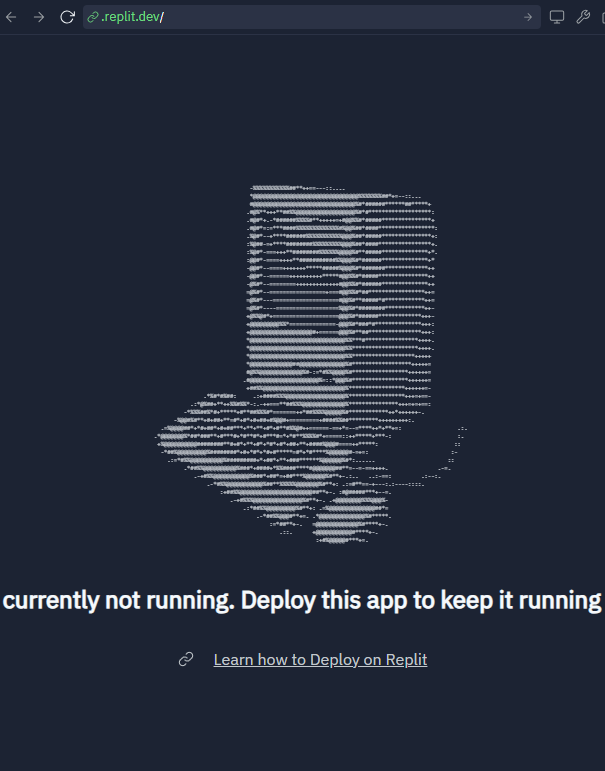 .replit.dev/
currently not running. Deploy this app to keep it running
Learn how to Deploy on Replit